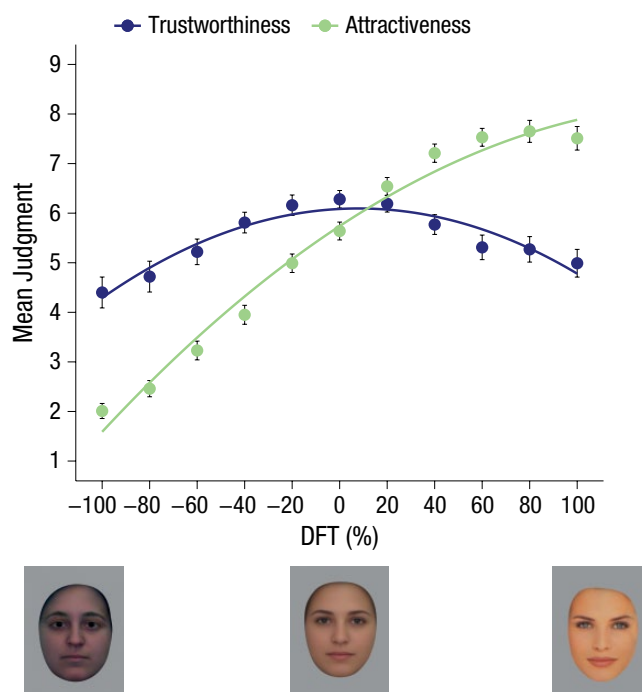 Trustworthiness Attractiveness
9
8
7
6
5
4
3
2
1
Mean Judgment
−100 −80 −60 −40 −20 0 20 40 60 80 100
DFT (%)